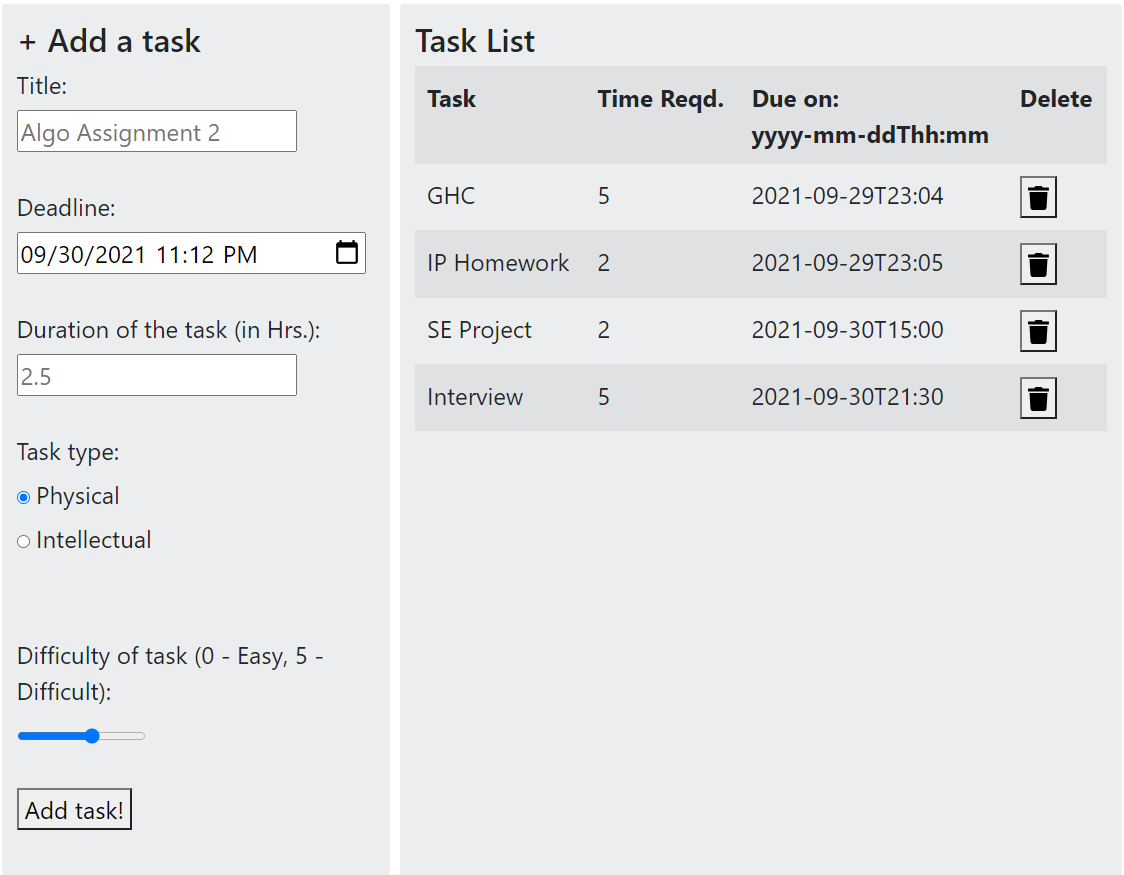 + Add a task
Title:
Algo Assignment 2
Deadline:
09/30/2021 11:12 PM
Duration of the task (in Hrs.):
2.5
Task type:
Physical
Intellectual
Difficulty of task (0 - Easy, 5 -
Difficult):
Add task!
Task List
Task Time Reqd. Due on: Delete
yyyy-mm-ddThh:mm
GHC 5 2021-09-29T23:04
IP Homework 2 2021-09-29T23:05
SE Project 2 2021-09-30T15:00
Interview 5 2021-09-30T21:30